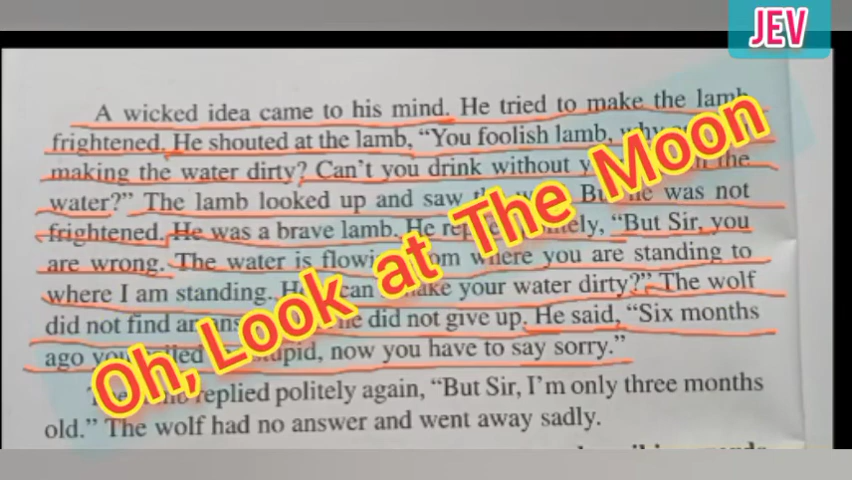 JEV
A wicked idea came to his mind. He tried to make the lamb
frightened. He shouted at the lamb, "You foolish lamb, why
making the water dirty? Can't you drink without the
water?" The lamb looked up and saw the But he was not
frightened. He was a brave lamb. He replied politely, "But Sir, you
are wrong. The water is flowing from where you are standing to
where I am standing. How can make your water dirty?" The wolf
did not find an he did not give up. He said, "Six months
ago you called stupid, now you have to say sorry."
replied politely again, "But Sir, I'm only three months
old." The wolf had no answer and went away sadly.
Oh, Look at The Moon